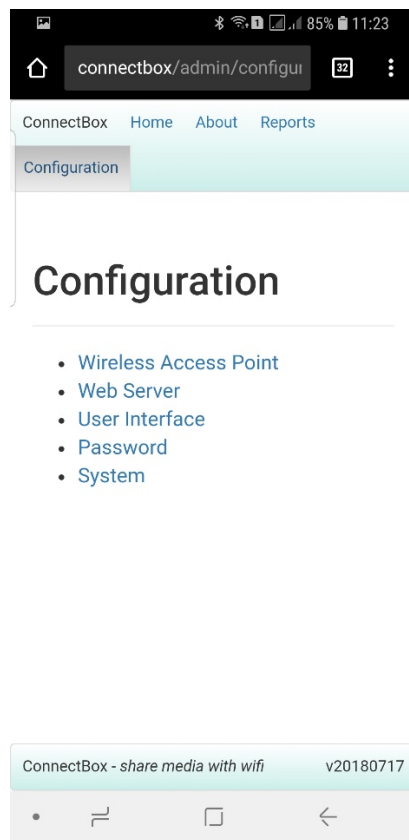 1 85% 11:23
connectbox/admin/configu 32
ConnectBox Home About Reports
Configuration
Configuration
• Wireless Access Point
• Web Server
• User Interface
• Password
• System
ConnectBox - share media with wifi v20180717